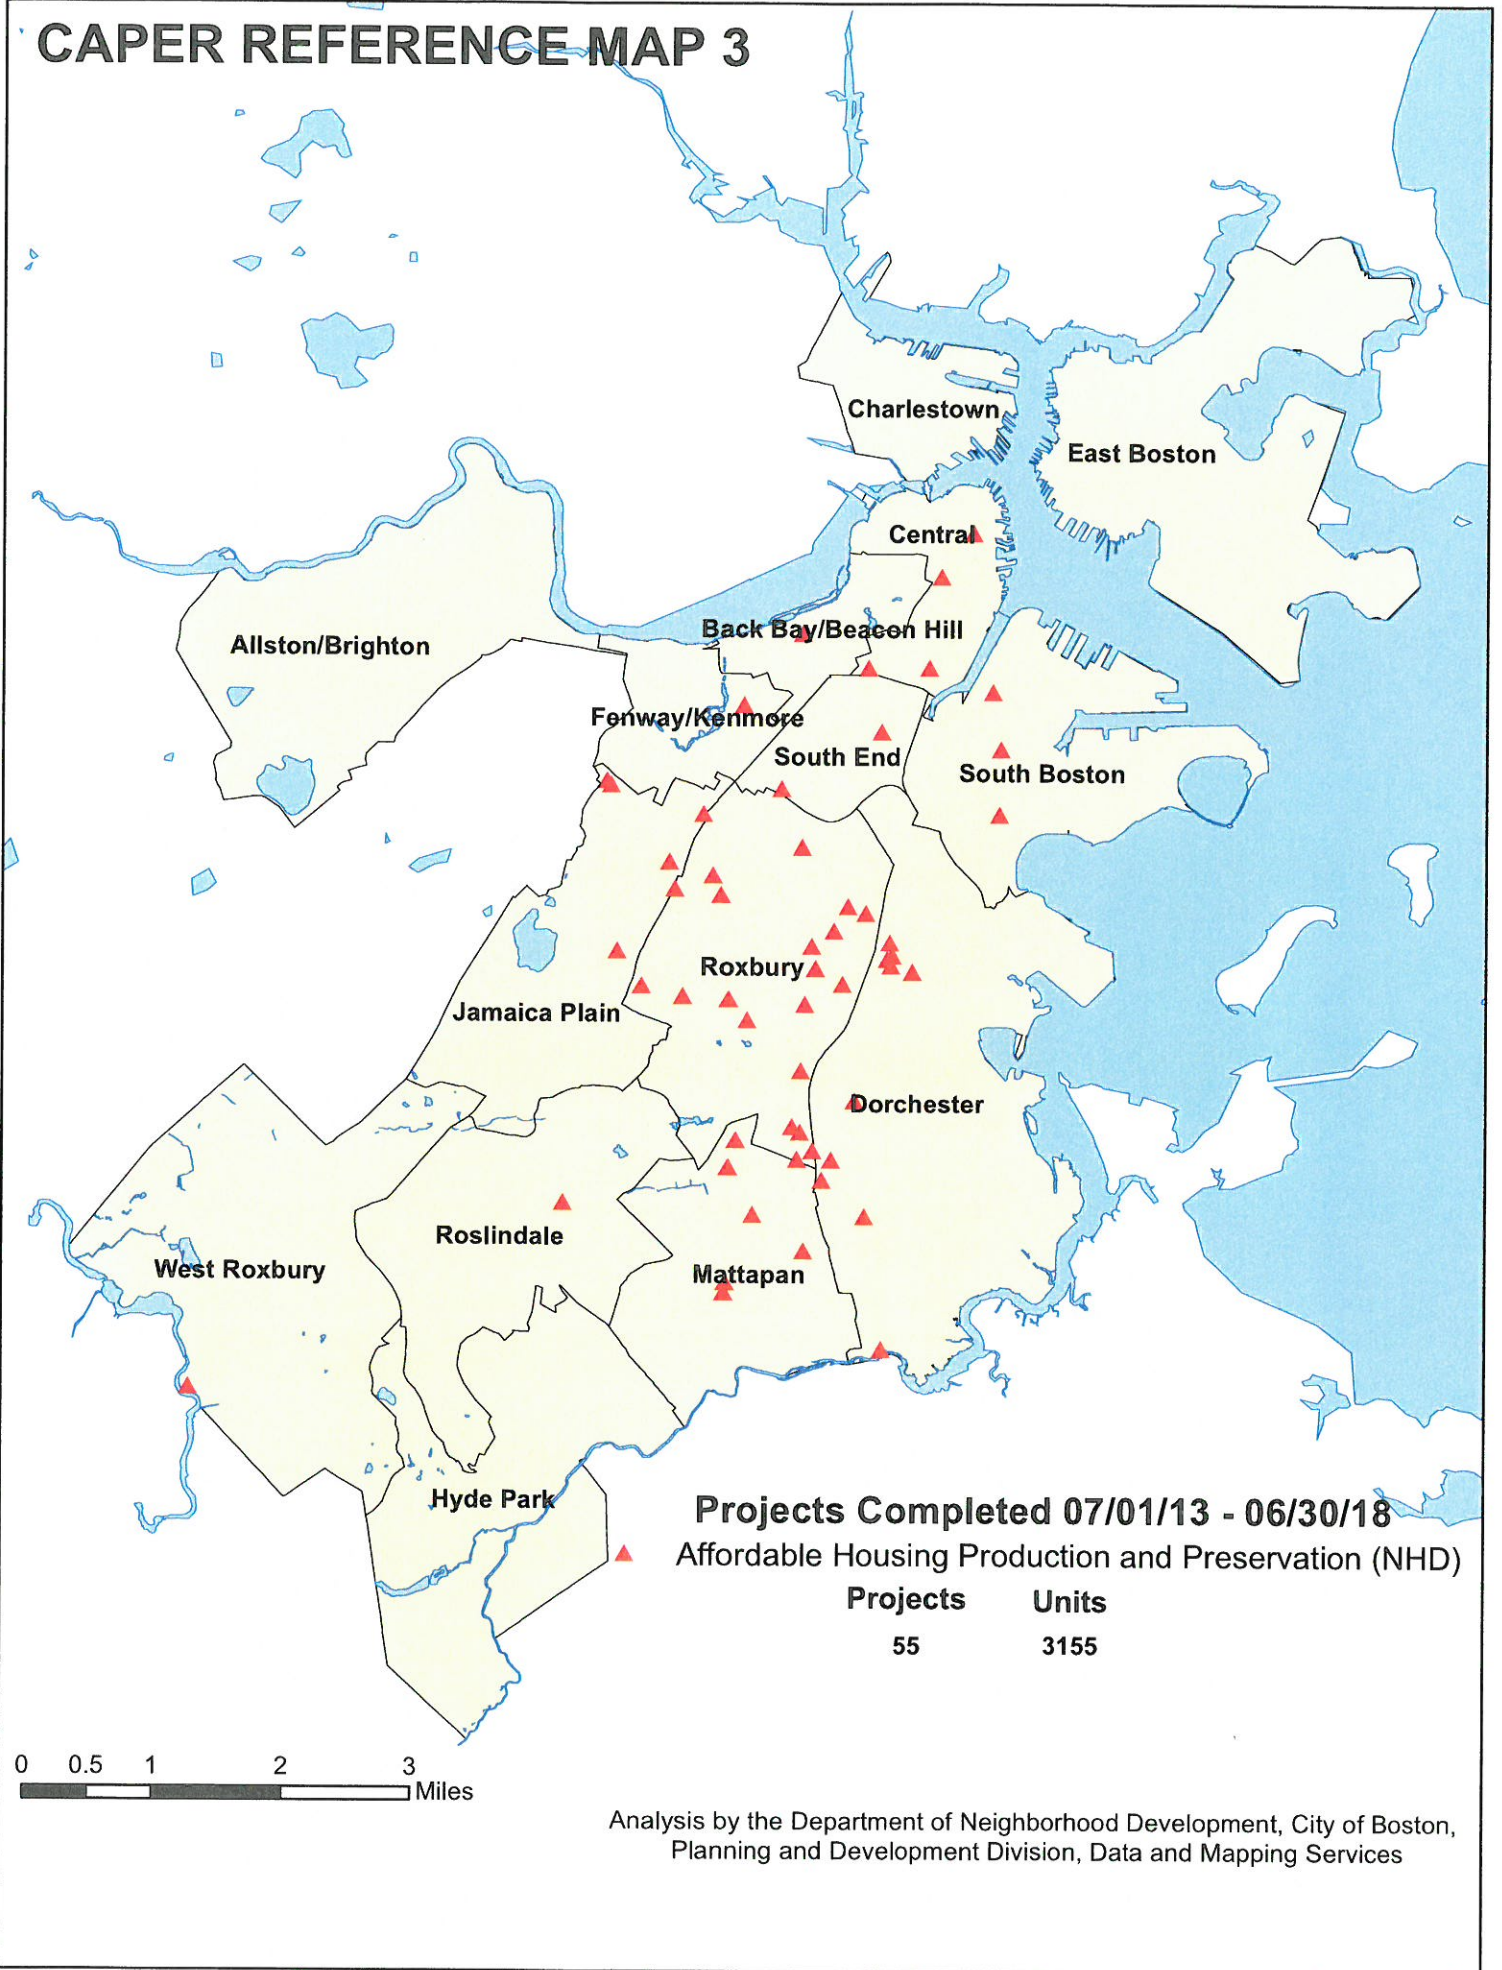 CAPER REFERENCE MAP 3
Charlestown
East Boston
Central
Back Bay/Beacon Hill
Allston/Brighton
Fenway/Kenmore
South End
South Boston
Roxbury
Jamaica Plain
Dorchester
Roslindale
West Roxbury
Mattapan
Hyde Park
Projects Completed 07/01/13 - 06/30/18
Affordable Housing Production and Preservation (NHD)
Projects Units
55 3155
0 0.5 1 2 3
Miles
Analysis by the Department of Neighborhood Development, City of Boston,
Planning and Development Division, Data and Mapping Services